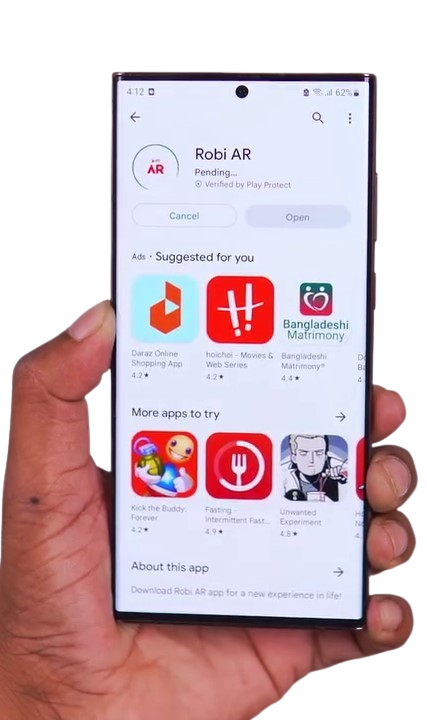 4:12
62%
Robi AR
AR
Pending...
Verified by Play Protect
Cancel
Open
Ads • Suggested for you
Bangladeshi
Matrimony
Daraz Online
Shopping App
4.2★
hoichoi - Movies &
Web Series
4.2★
Bangladeshi
Matrimony®
4.4★
More apps to try
Kick the Buddy:
Forever
4.2★
Fasting -
Intermittent Fast...
4.9★
Unwanted
Experiment
4.8★
About this app
Download Robi AR app for a new experience in life!